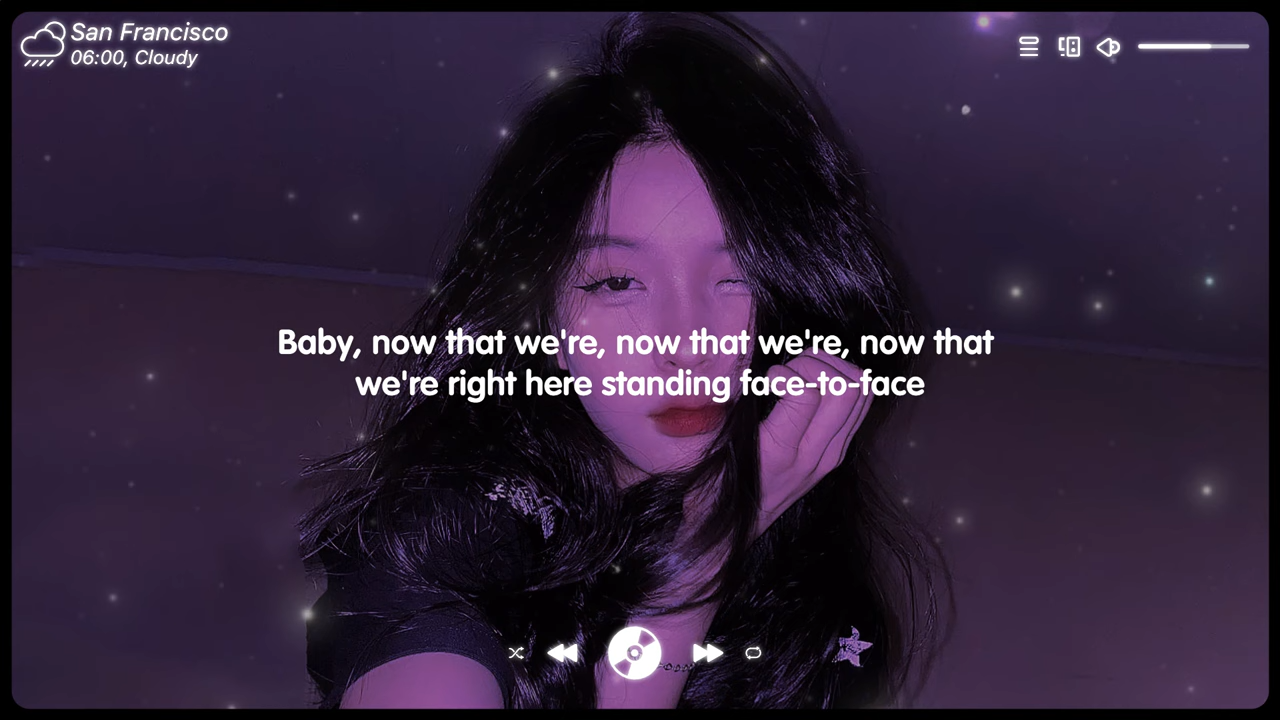 San Francisco
06:00, Cloudy
Baby, now that we're, now that we're, now that
we're right here standing face-to-face